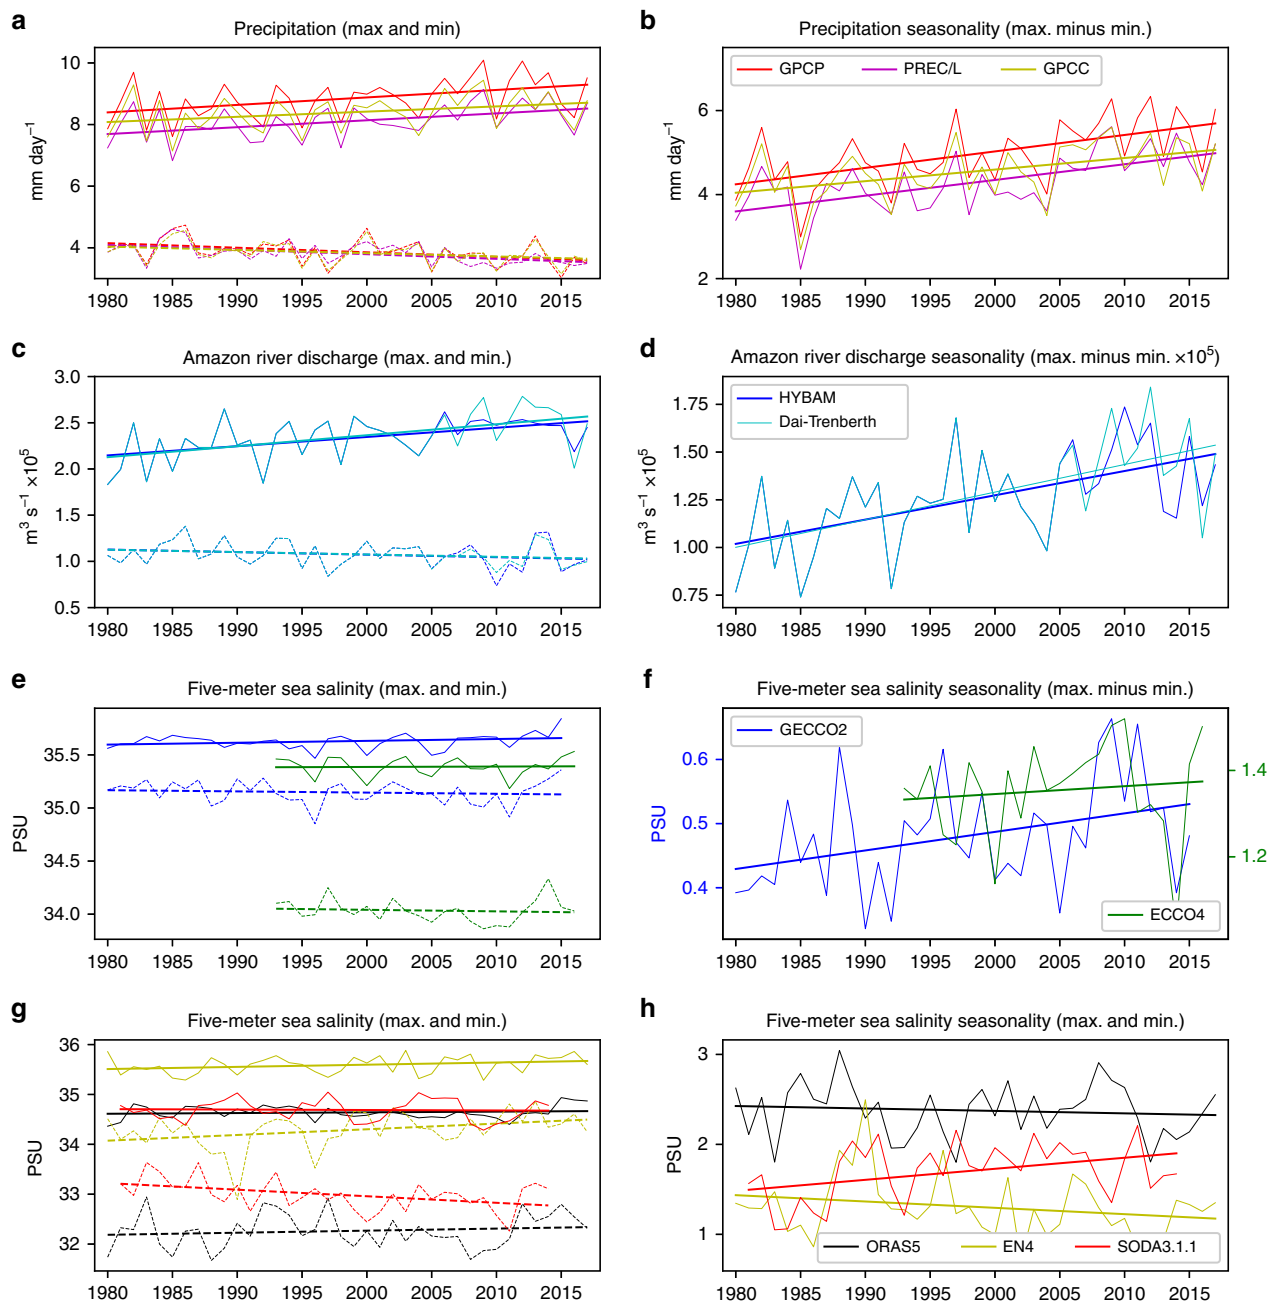 a
Precipitation (max and min)
mm day⁻¹
10
8
6
4
1980 1985 1990 1995 2000 2005 2010 2015
b
Precipitation seasonality (max. minus min.)
GPCP PREC/L GPCC
mm day⁻¹
6
4
2
1980 1985 1990 1995 2000 2005 2010 2015
c
Amazon river discharge (max. and min.)
m³ s⁻¹ ×10⁵
3.0
2.5
2.0
1.5
1.0
0.5
1980 1985 1990 1995 2000 2005 2010 2015
d
Amazon river discharge seasonality (max. minus min. ×10⁵)
HYBAM
Dai-Trenberth
m³ s⁻¹ ×10⁵
1.75
1.50
1.25
1.00
0.75
1980 1985 1990 1995 2000 2005 2010 2015
e
Five-meter sea salinity (max. and min.)
PSU
35.5
35.0
34.5
34.0
1980 1985 1990 1995 2000 2005 2010 2015
f
Five-meter sea salinity seasonality (max. minus min.)
GECCO2
PSU
0.6
0.5
0.4
1.4
1.2
ECCO4
1980 1985 1990 1995 2000 2005 2010 2015
g
Five-meter sea salinity (max. and min.)
PSU
36
35
34
33
32
1980 1985 1990 1995 2000 2005 2010 2015
h
Five-meter sea salinity seasonality (max. and min.)
PSU
3
2
1
ORAS5 EN4 SODA3.1.1
1980 1985 1990 1995 2000 2005 2010 2015